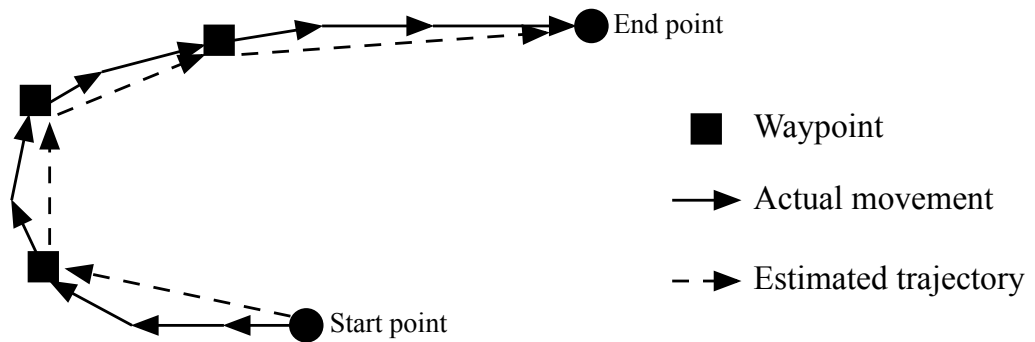 End point
Waypoint
Actual movement
Estimated trajectory
Start point